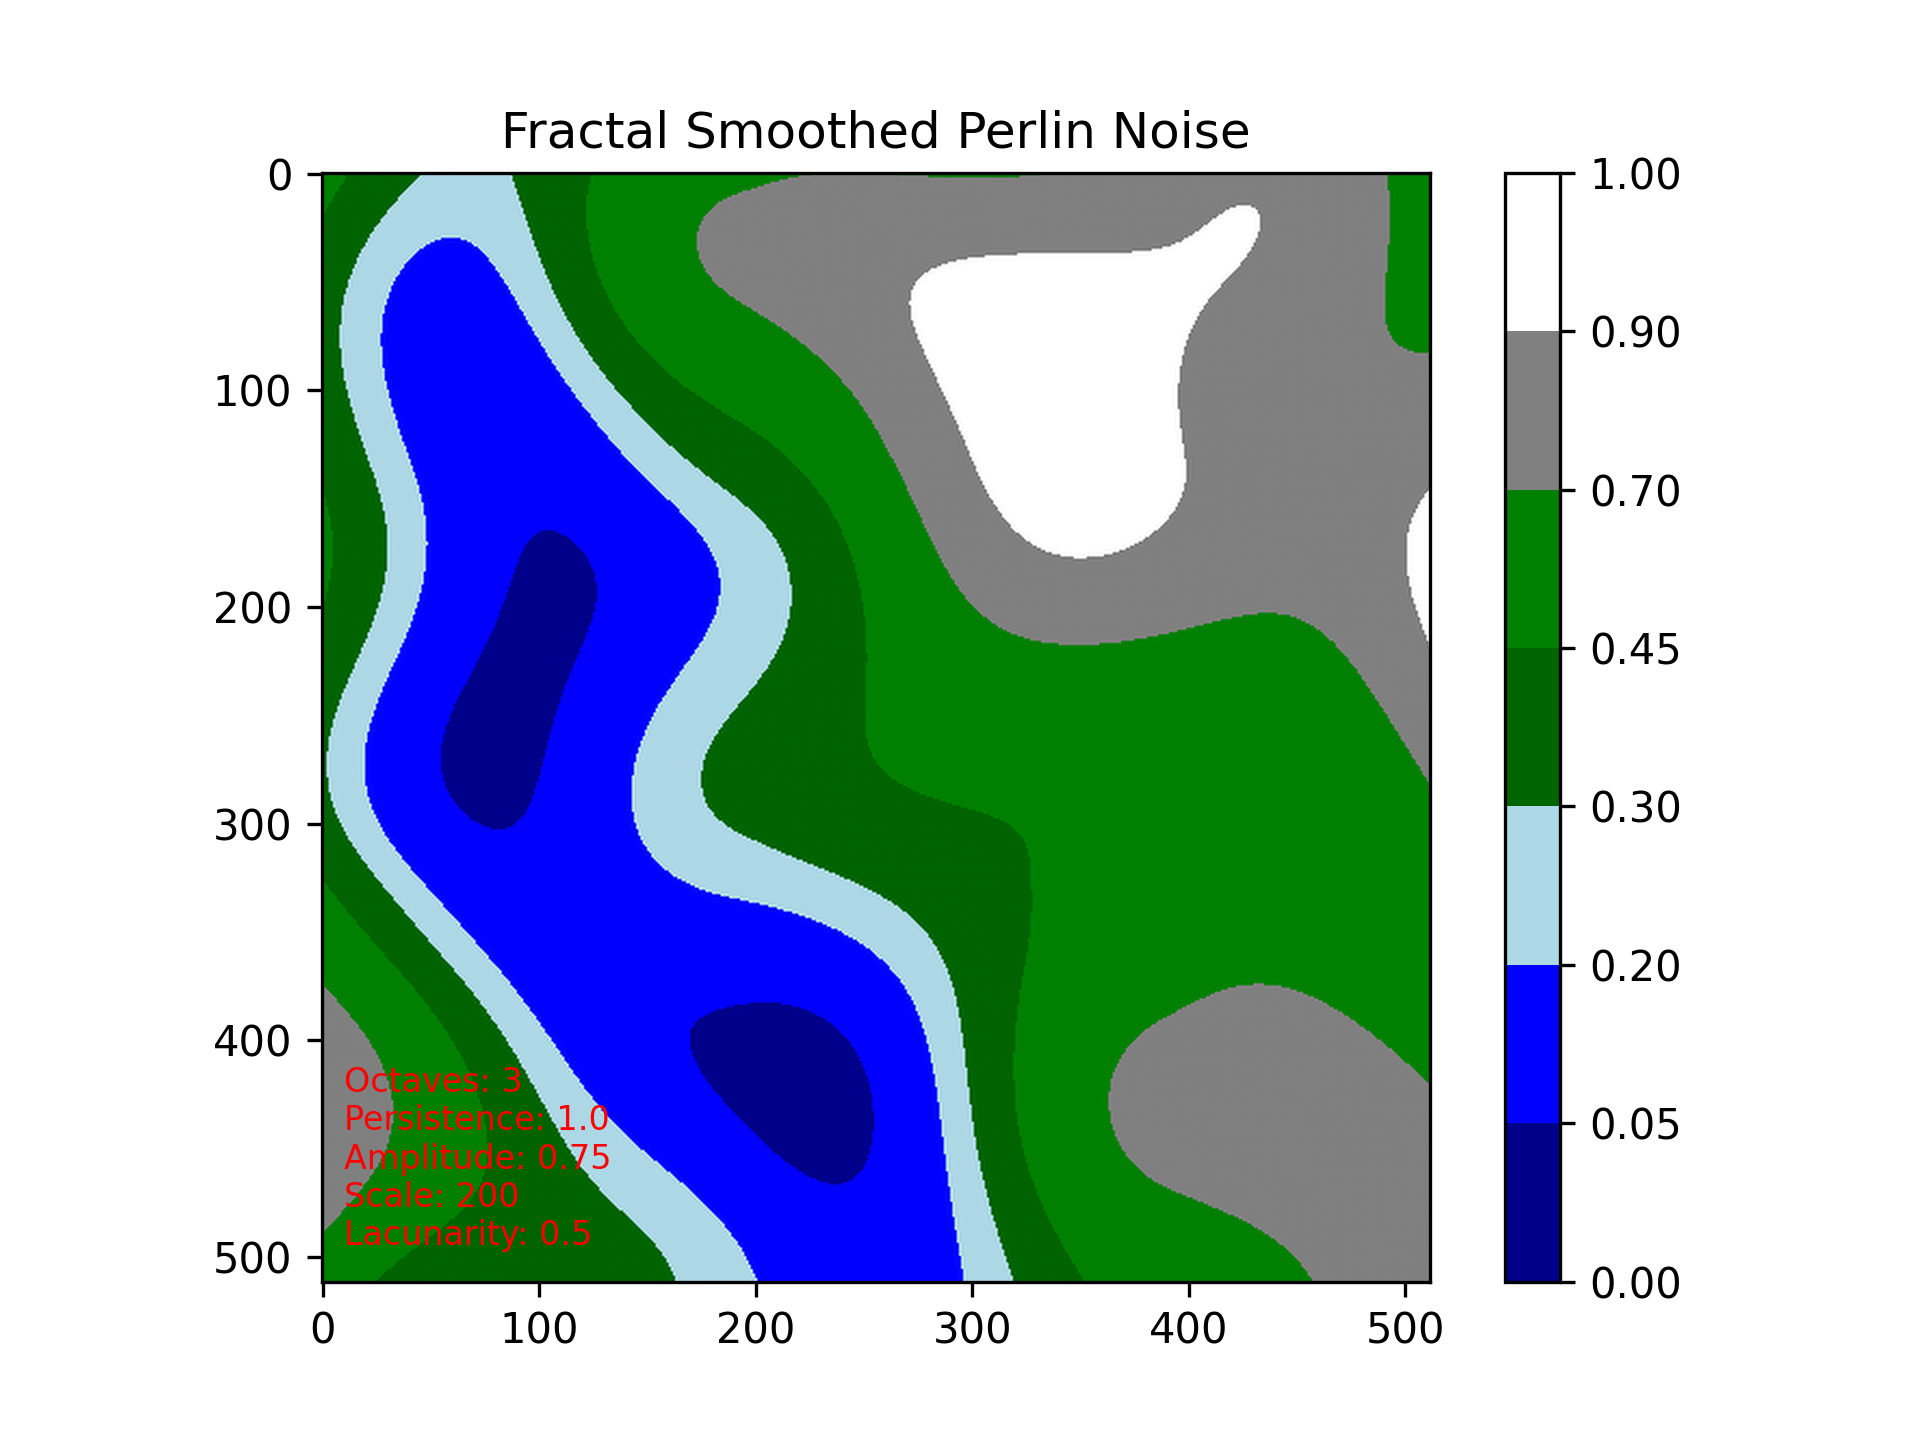 Fractal Smoothed Perlin Noise
0
100
200
300
400
500
0 100 200 300 400 500
Octaves: 3
Persistence: 1.0
Amplitude: 0.75
Scale: 200
Lacunarity: 0.5
1.00
0.90
0.70
0.45
0.30
0.20
0.05
0.00